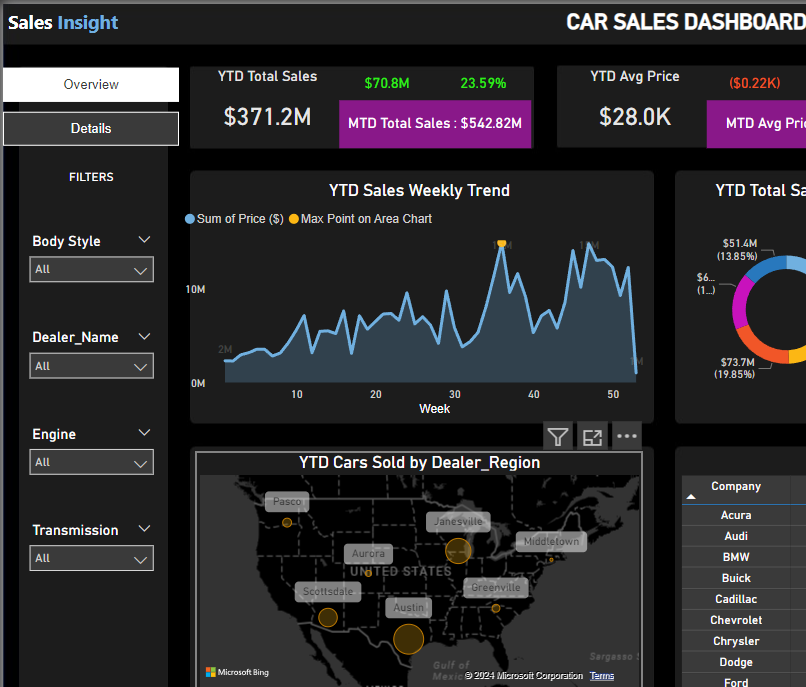 Sales Insight
CAR SALES DASHBOARD
Overview
Details
FILTERS
Body Style
All
Dealer_Name
All
Engine
All
Transmission
All
YTD Total Sales
$70.8M
23.59%
$371.2M
MTD Total Sales : $542.82M
YTD Avg Price
($0.22K)
$28.0K
MTD Avg Pric
YTD Sales Weekly Trend
Sum of Price ($)
Max Point on Area Chart
10M
2M
0M
10
20
30
40
50
Week
YTD Total Sa
$51.4M
(13.85%)
$6...
(1...)
$73.7M
(19.85%)
YTD Cars Sold by Dealer_Region
Pasco
Janesville
Middletown
Aurora
UNITED STATES
Scottsdale
Greenville
Austin
Gulf of
Mexico
Sargasso
Microsoft Bing
© 2024 Microsoft Corporation
Terms
Company
Acura
Audi
BMW
Buick
Cadillac
Chevrolet
Chrysler
Dodge
Ford